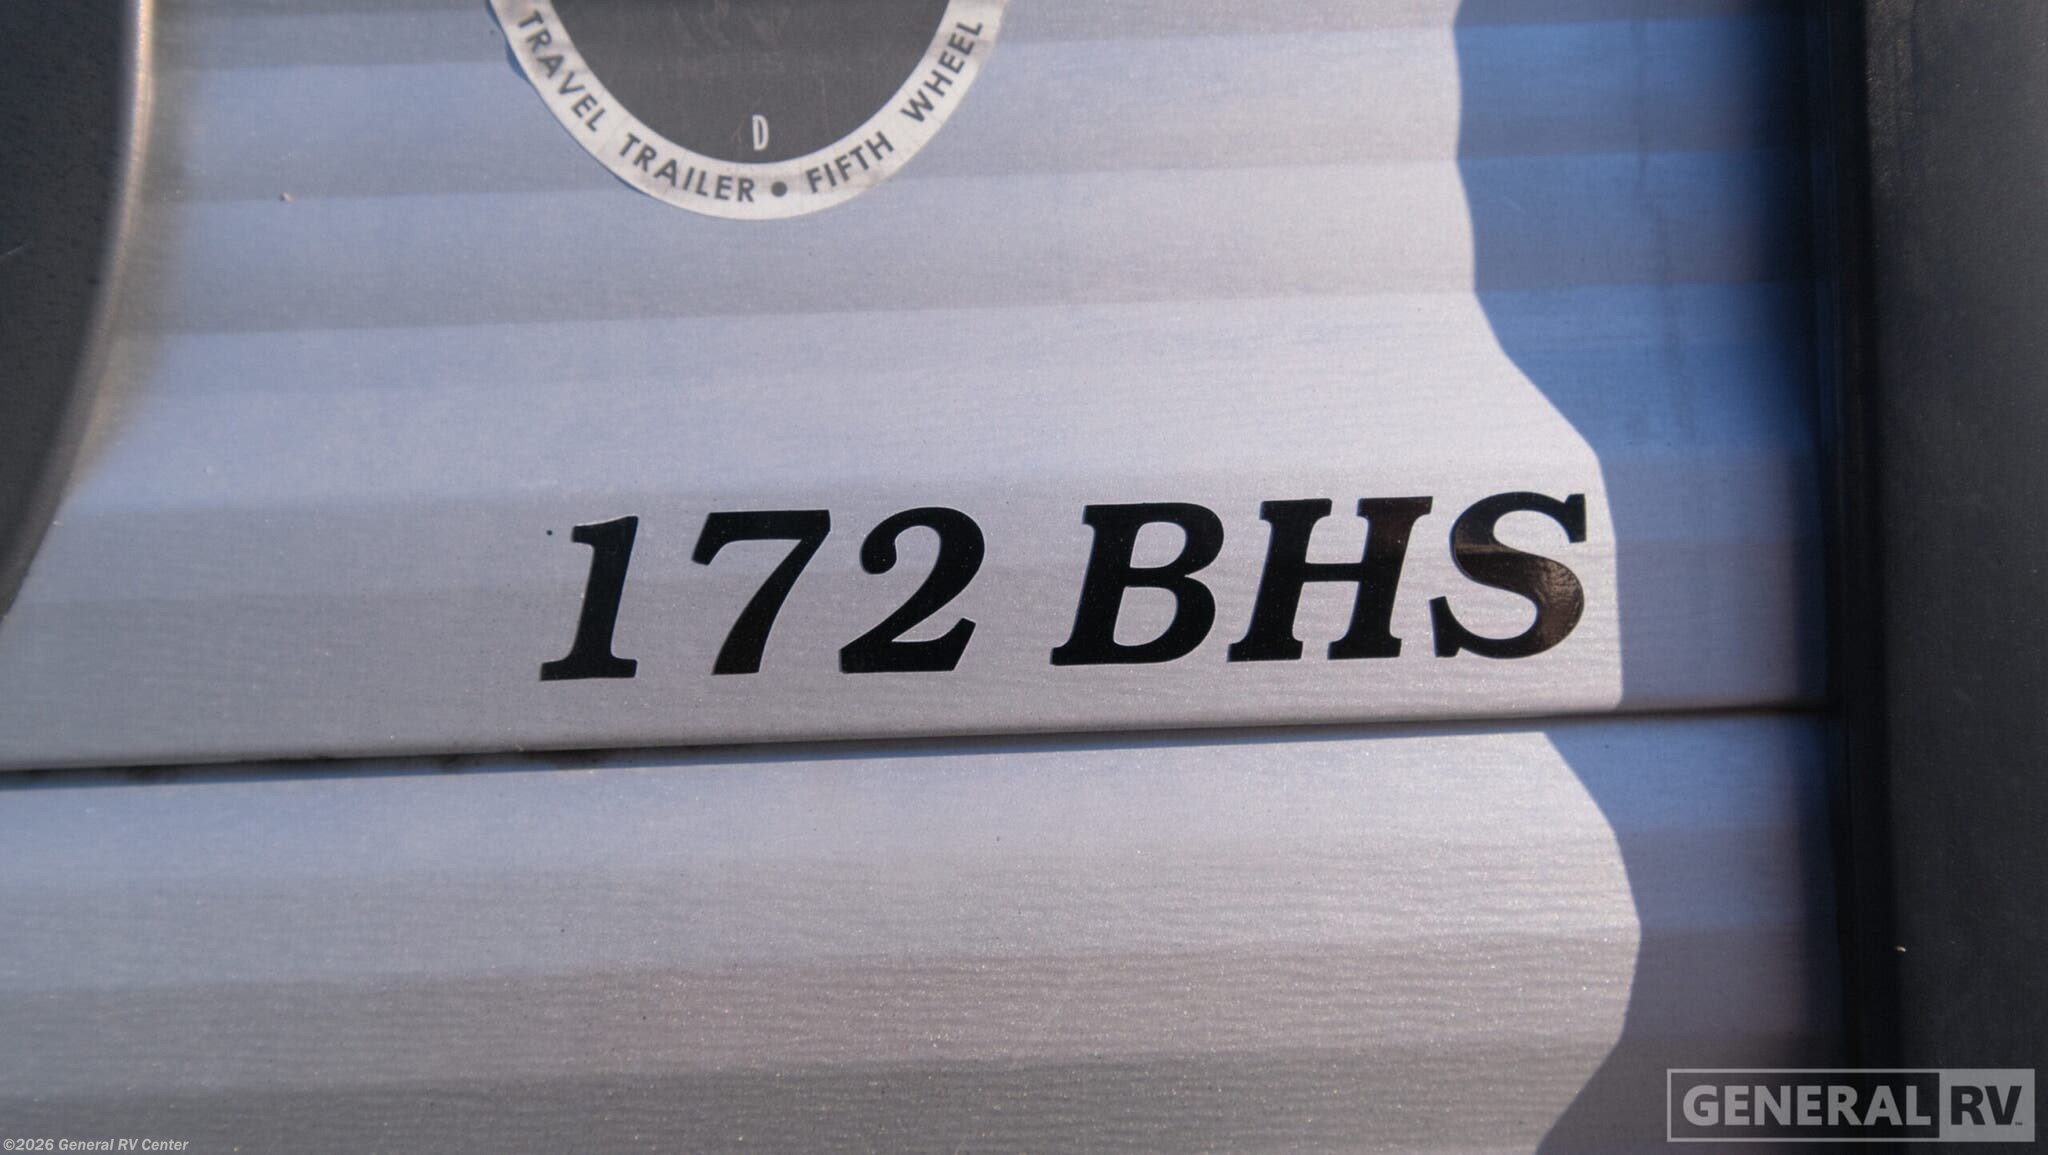 TRAVEL TRAILER • FIFTH WHEEL
D
172 BHS
GENERAL RV
©2026 General RV Center